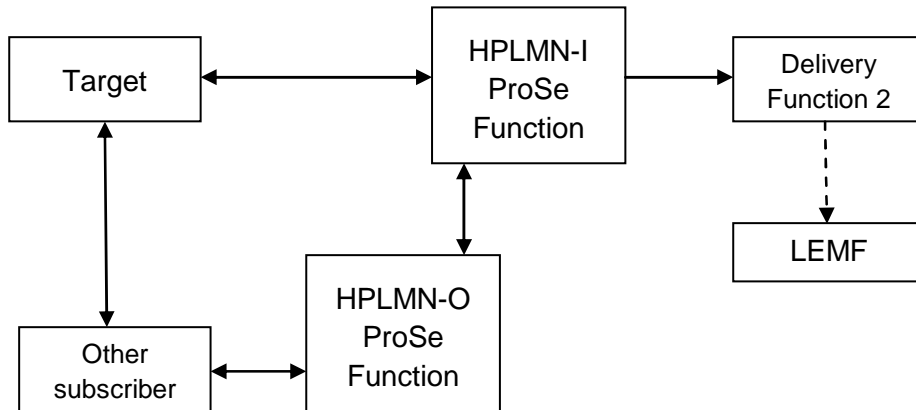 Target
HPLMN-I
ProSe
Function
Delivery
Function 2
LEMF
HPLMN-O
ProSe
Function
Other
subscriber